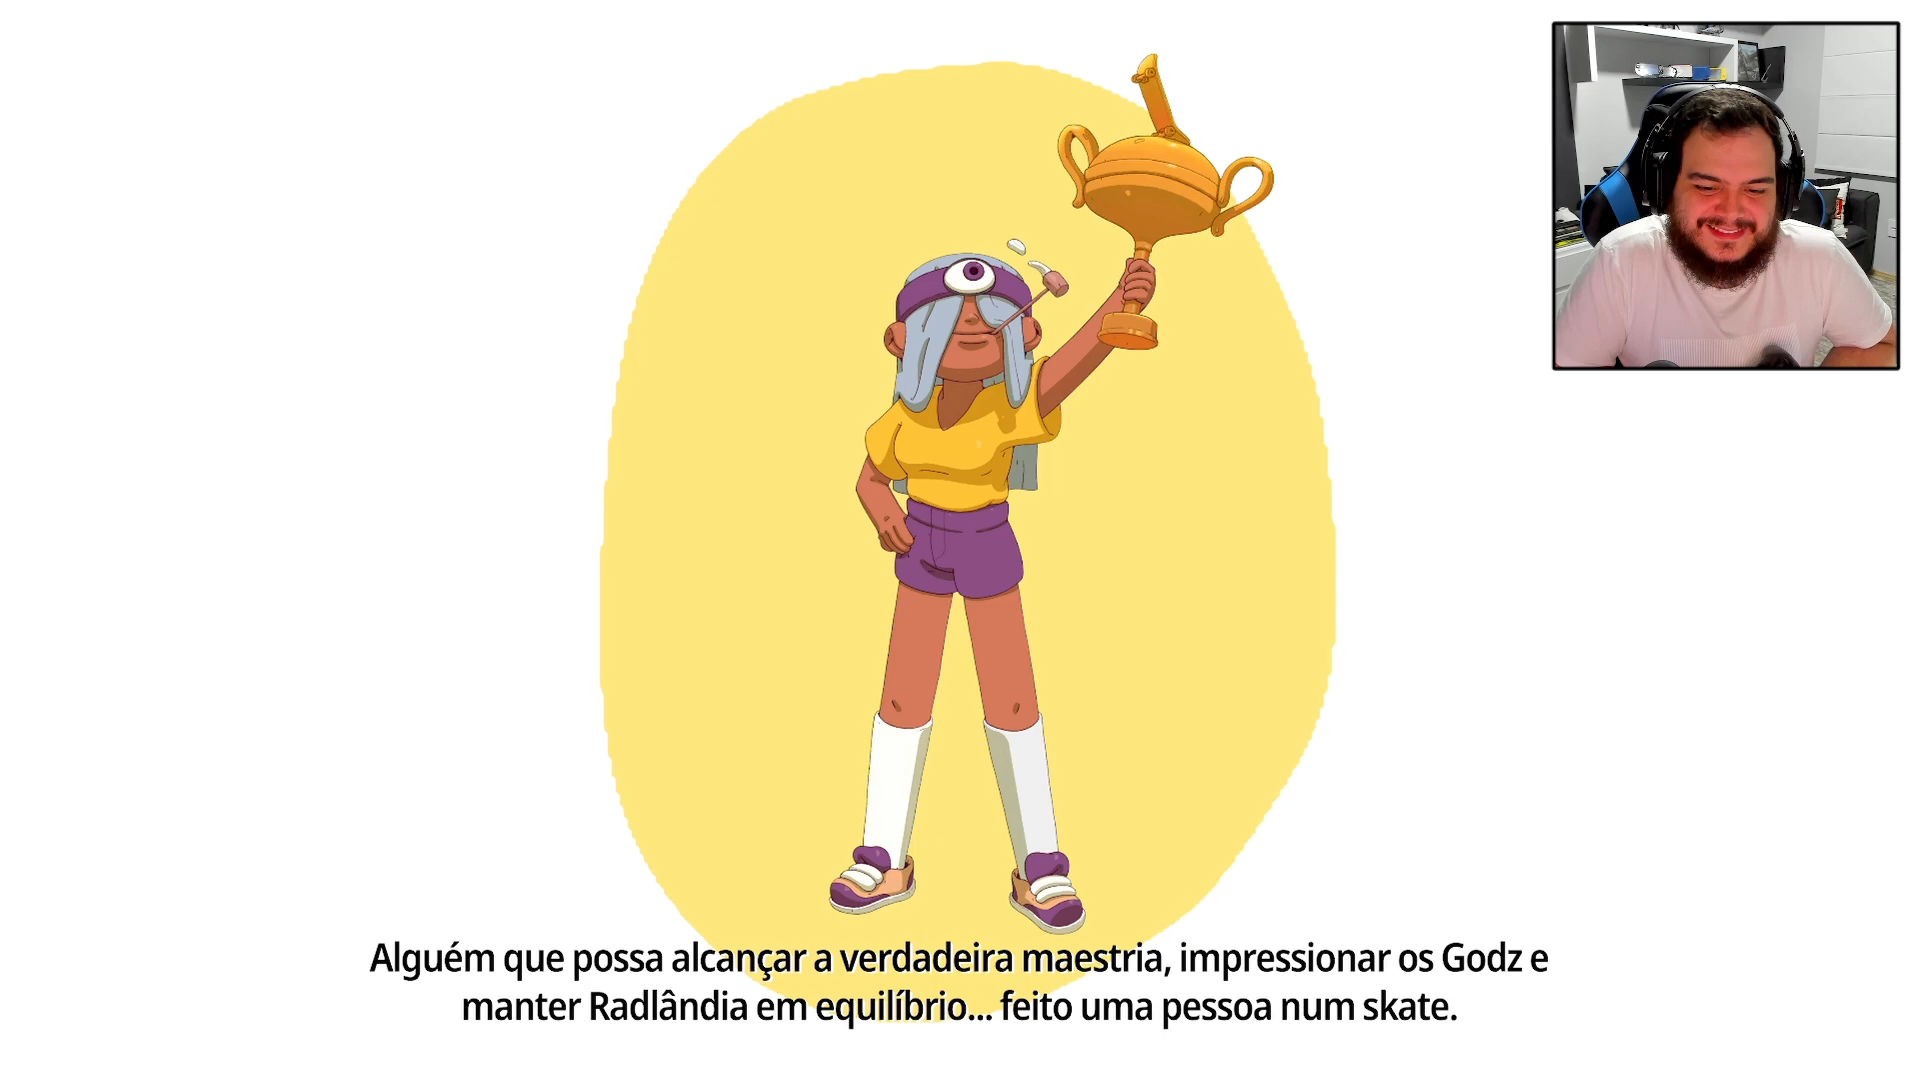 Alguém que possa alcançar a verdadeira maestria, impressionar os Godz e
manter Radlândia em equilíbrio... feito uma pessoa num skate.